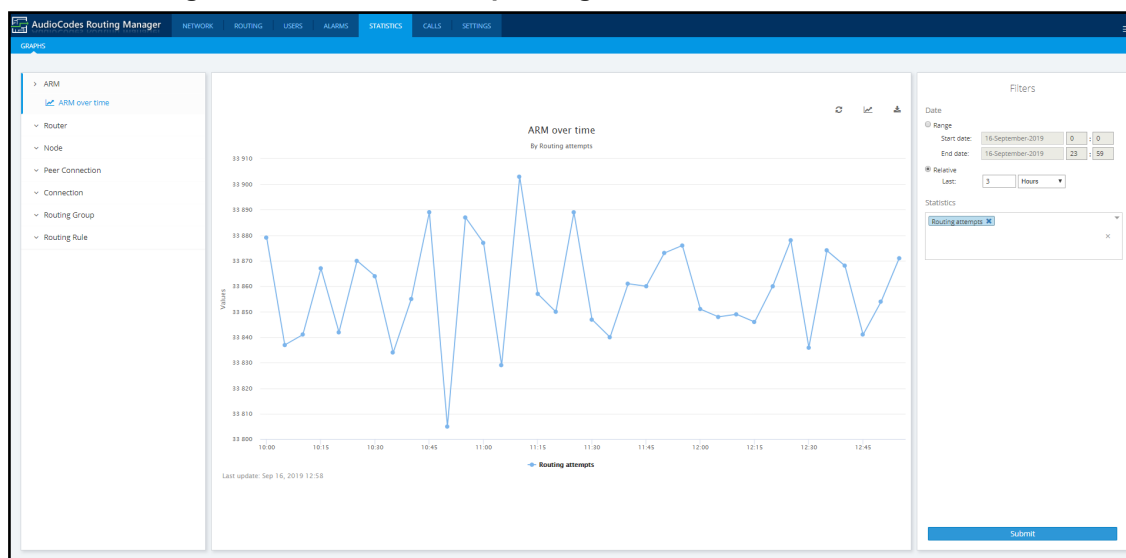 AudioCodes Routing Manager
NETWORK ROUTING USERS ALARMS STATISTICS CALLS SETTINGS
GRAPHS
ARM
ARM over time
Router
Node
Peer Connection
Connection
Routing Group
Routing Rule
ARM over time
By Routing attempts
Values
33 910
33 900
33 890
33 880
33 870
33 860
33 850
33 840
33 830
33 820
33 810
33 800
10:00 10:15 10:30 10:45 11:00 11:15 11:30 11:45 12:00 12:15 12:30 12:45
Routing attempts
Last update: Sep 16, 2019 12:58
Filters
Date
Range
Start date: 16-September-2019 0 : 0
End date: 16-September-2019 23 : 59
Relative
Last: 3 Hours
Statistics
Routing attempts
Submit